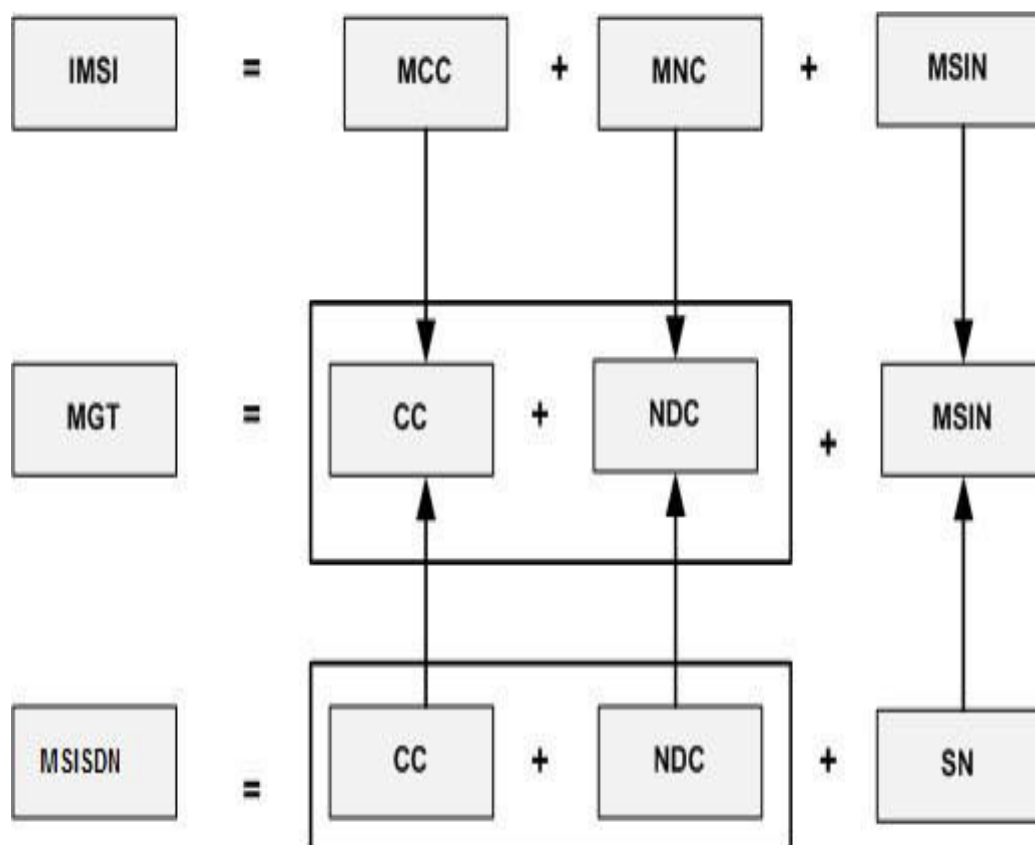 IMSI = MCC + MNC + MSIN
MGT = CC + NDC + MSIN
MSISDN = CC + NDC + SN